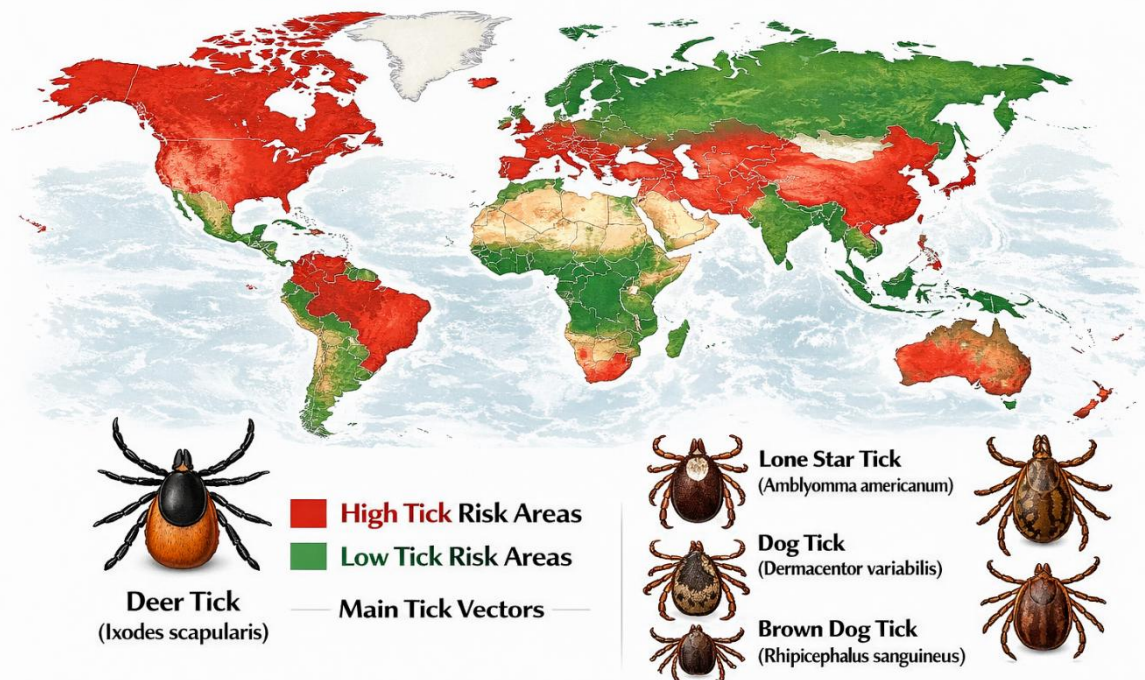 High Tick Risk Areas
Low Tick Risk Areas
Main Tick Vectors
Deer Tick
(Ixodes scapularis)
Lone Star Tick
(Amblyomma americanum)
Dog Tick
(Dermacentor variabilis)
Brown Dog Tick
(Rhipicephalus sanguineus)